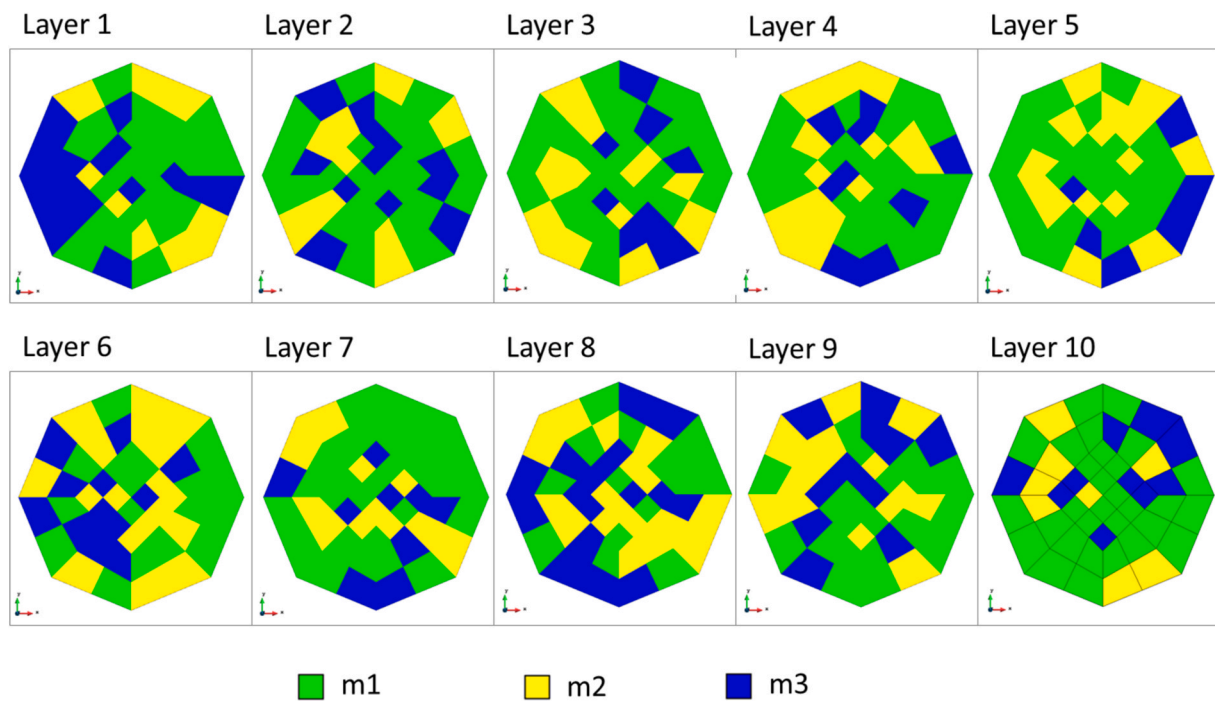 Layer 1 Layer 2 Layer 3 Layer 4 Layer 5
y x y x y x y x y x
Layer 6 Layer 7 Layer 8 Layer 9 Layer 10
y x y x y x y x y x
m1 m2 m3